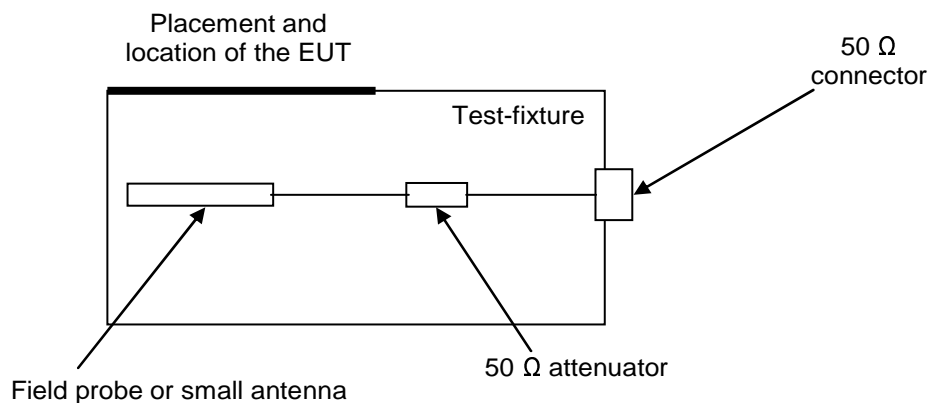 Placement and
location of the EUT
50 Ω
connector
Test-fixture
50 Ω attenuator
Field probe or small antenna